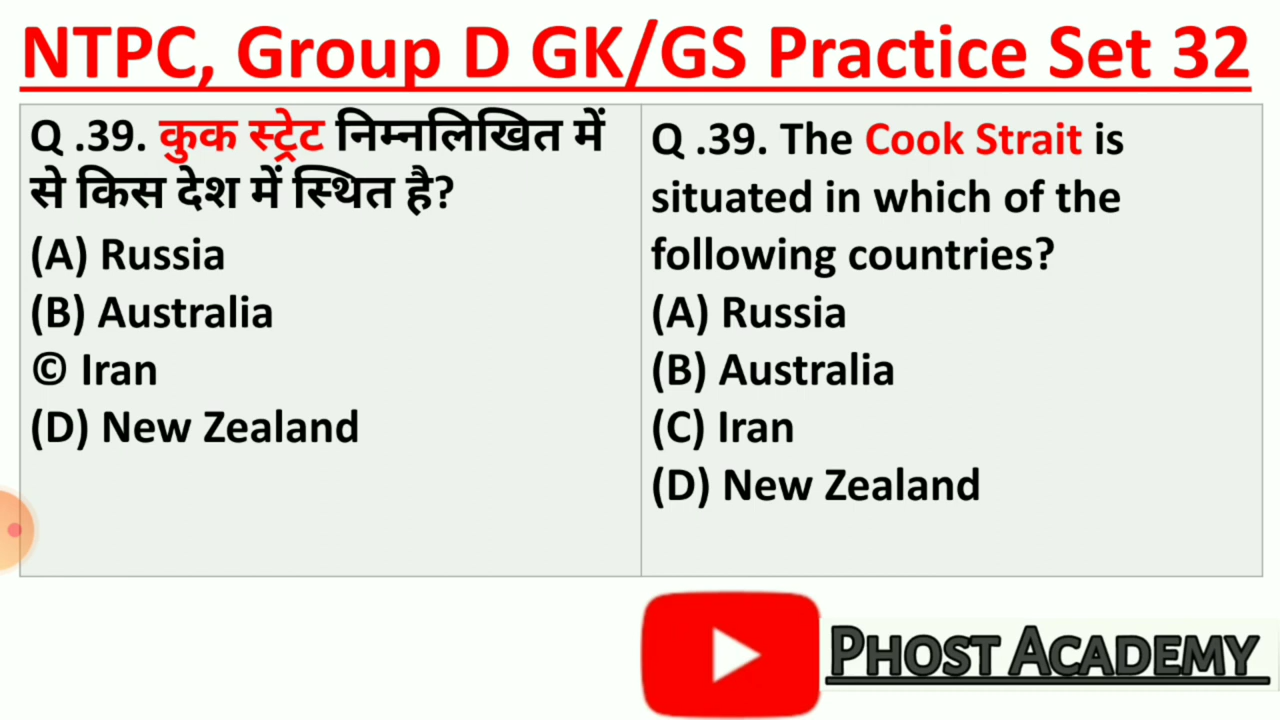 NTPC, Group D GK/GS Practice Set 32
Q .39. कुक स्ट्रेट निम्नलिखित में
से किस देश में स्थित है?
(A) Russia
(B) Australia
© Iran
(D) New Zealand
Q .39. The Cook Strait is
situated in which of the
following countries?
(A) Russia
(B) Australia
(C) Iran
(D) New Zealand
PHOST ACADEMY